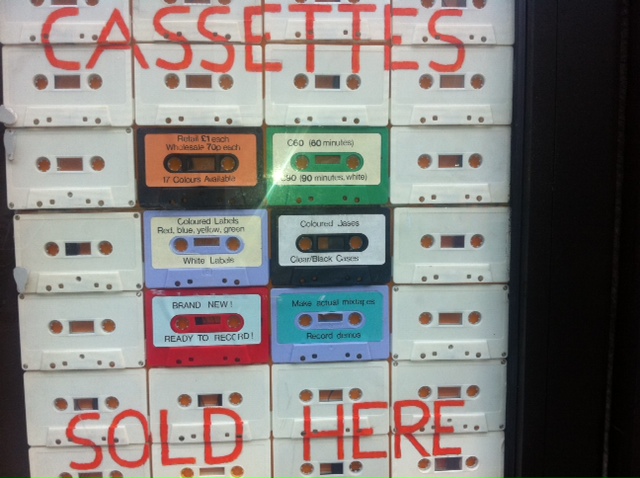 CASSETTES
Retail £1 each
Wholesale 70p each
17 Colours Available
C60 (60 minutes)
C90 (90 minutes, white)
Coloured Labels
Red, blue, yellow, green
White Labels
Coloured Cases
Clear/Black Cases
BRAND NEW!
READY TO RECORD!
Make actual mixtapes
Record demos
SOLD HERE